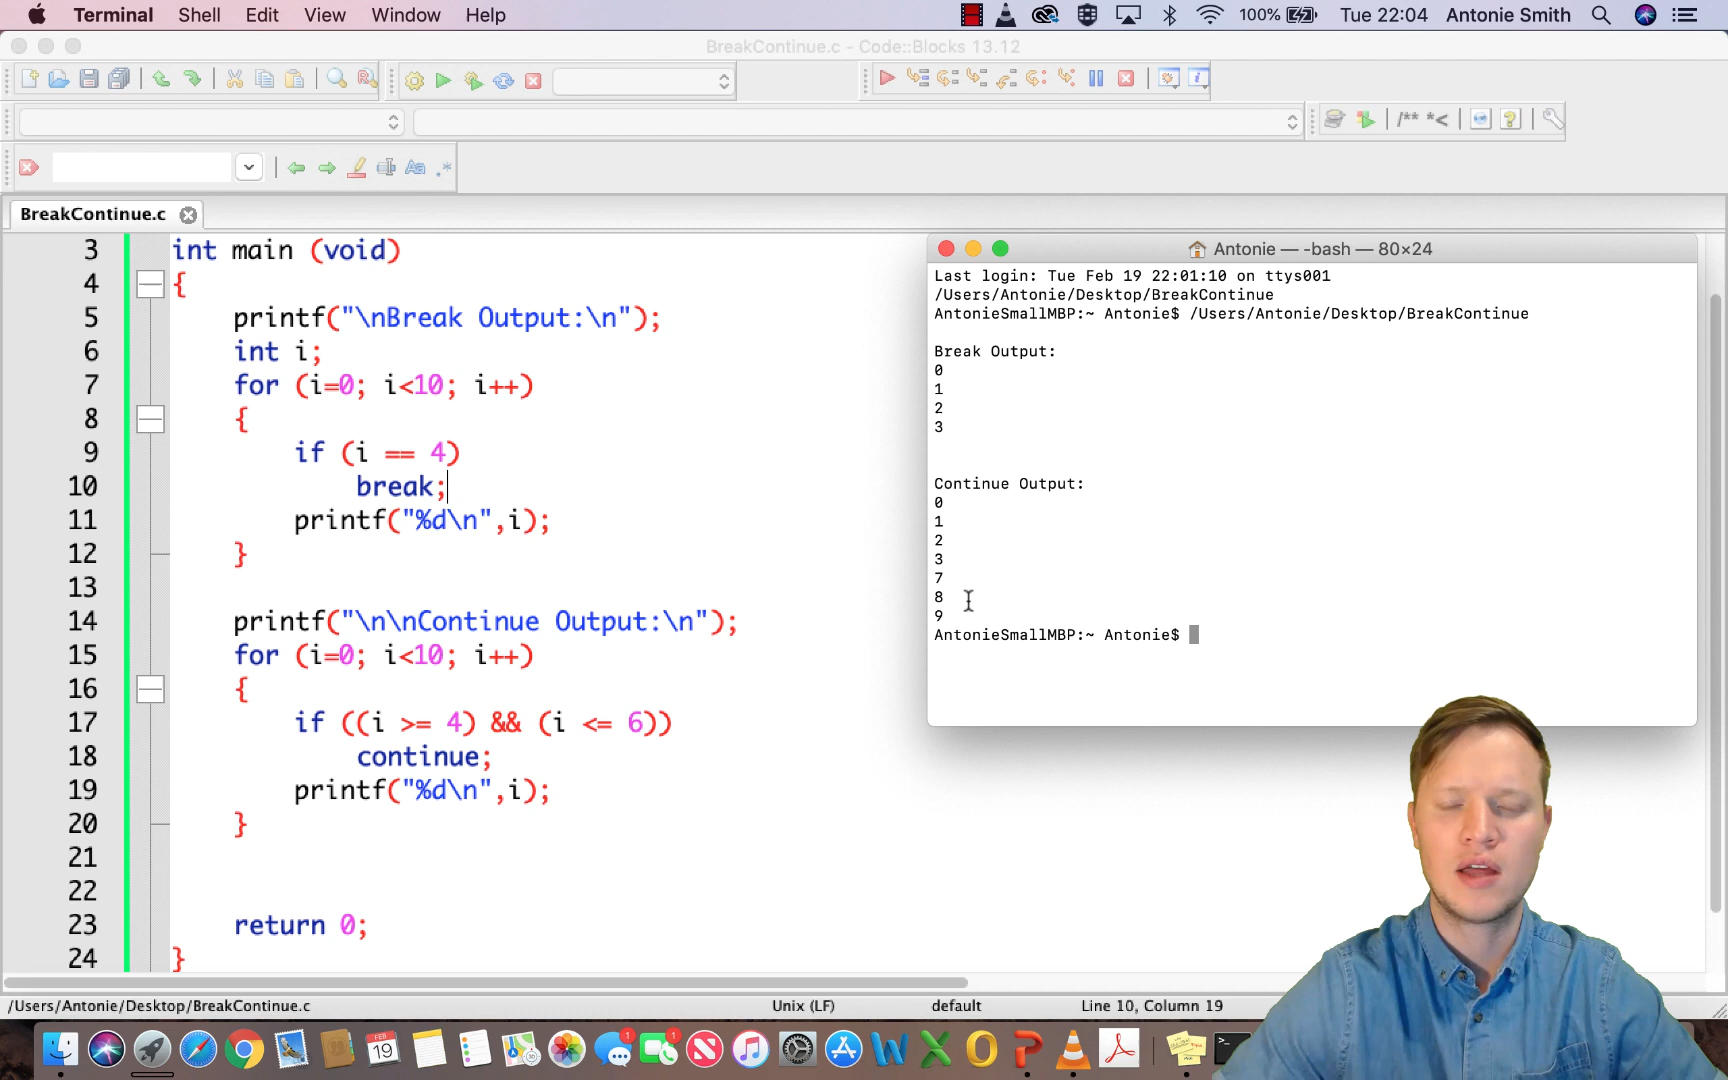 Terminal Shell Edit View Window Help 100% Tue 22:04 Antonie Smith
BreakContinue.c - Code::Blocks 13.12
/** *<
Aa .*
BreakContinue.c
3 int main (void)
4 {
5 printf("\nBreak Output:\n");
6 int i;
7 for (i=0; i<10; i++)
8 {
9 if (i == 4)
10 break;
11 printf("%d\n",i);
12 }
13
14 printf("\n\nContinue Output:\n");
15 for (i=0; i<10; i++)
16 {
17 if ((i >= 4) && (i <= 6))
18 continue;
19 printf("%d\n",i);
20 }
21
22
23 return 0;
24 }
Antonie — -bash — 80×24
Last login: Tue Feb 19 22:01:10 on ttys001
/Users/Antonie/Desktop/BreakContinue
AntonieSmallMBP:~ Antonie$ /Users/Antonie/Desktop/BreakContinue
Break Output:
0
1
2
3
Continue Output:
0
1
2
3
7
8
9
AntonieSmallMBP:~ Antonie$
/Users/Antonie/Desktop/BreakContinue.c Unix (LF) default Line 10, Column 19
FEB
19
1
1